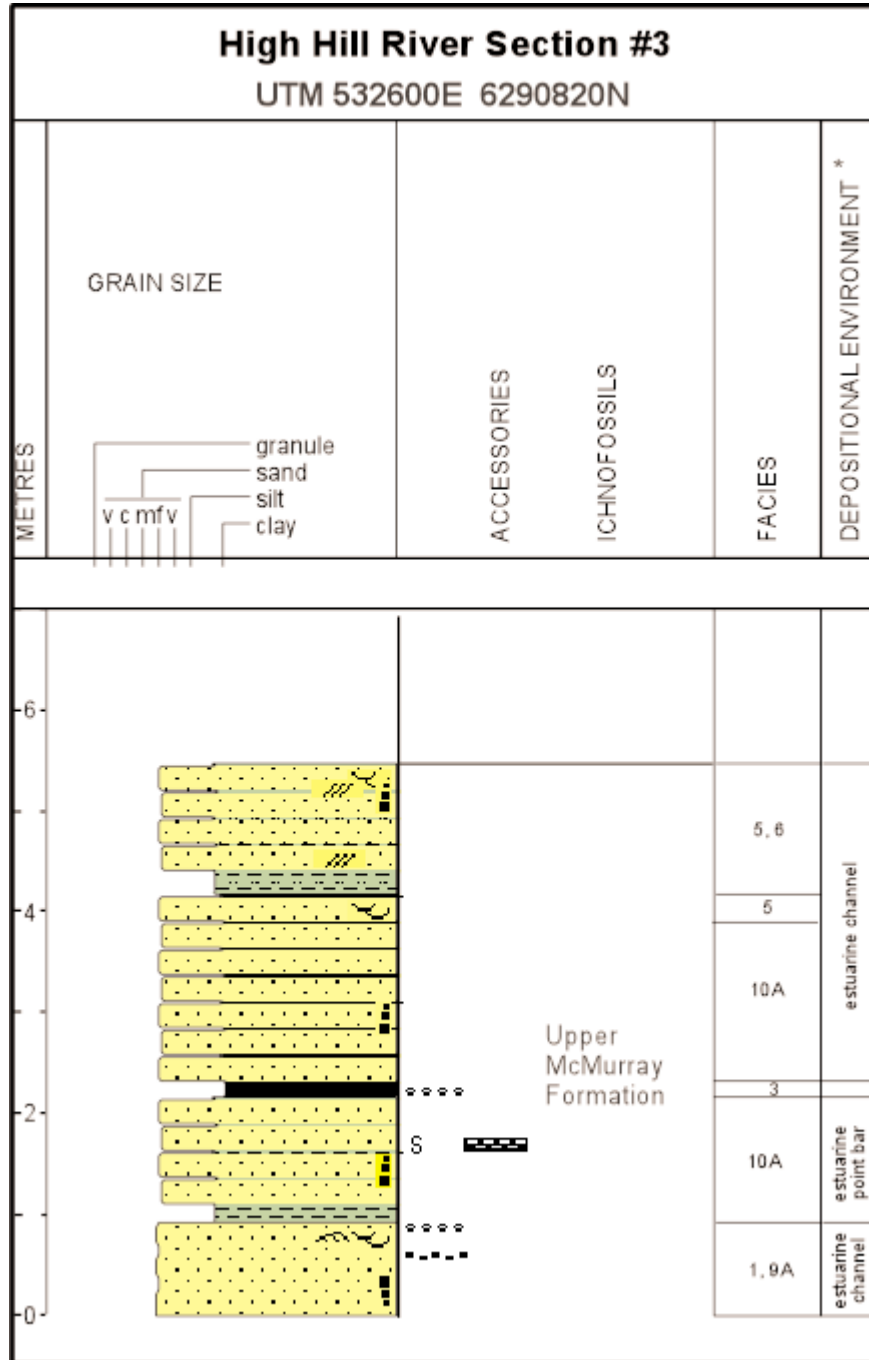 High Hill River Section #3
UTM 532600E 6290820N
METRES
GRAIN SIZE
granule
sand
silt
clay
v c m f v
ACCESSORIES
ICHNOFOSSILS
FACIES
DEPOSITIONAL ENVIRONMENT *
6
5, 6
4
5
estuarine channel
10A
Upper
McMurray
Formation
3
2
S
10A
estuarine
point bar
1, 9A
estuarine
channel
0